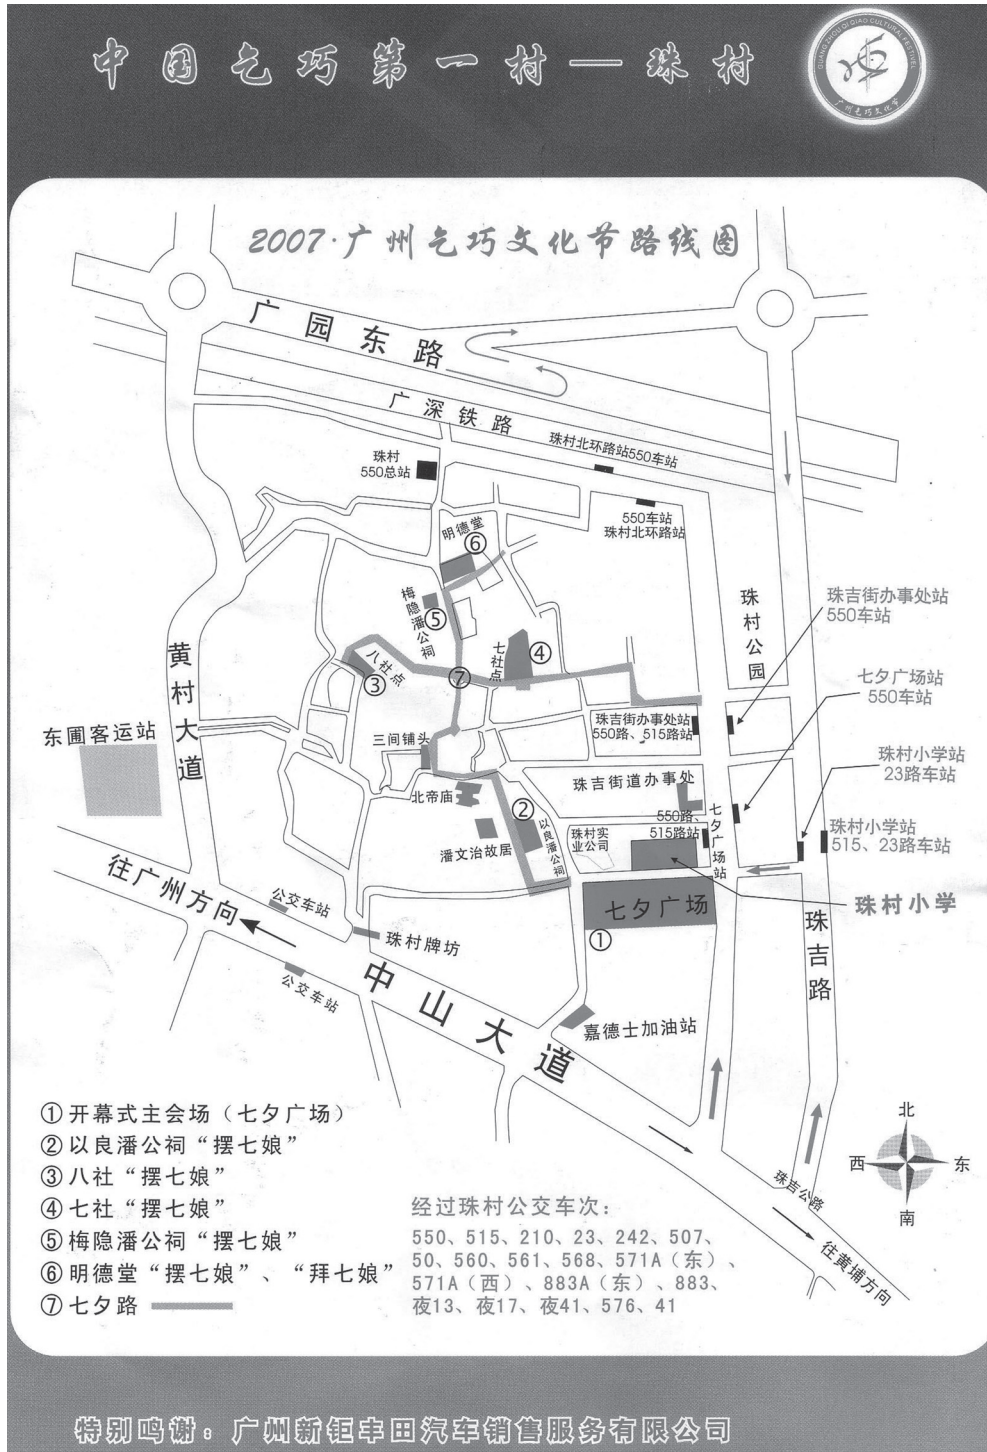 中国乞巧第一村—珠村
GUANG ZHOU QI QIAO CULTURAL FESTIVEL
广州乞巧文化节
2007·广州乞巧文化节路线图
广园东路
广深铁路
珠村北环路站550车站
珠村
550总站
550车站
珠村北环路站
明德堂
⑥
梅隐潘公祠
⑤
七社点
④
八社点
③
⑦
珠村公园
珠吉街办事处站
550车站
七夕广场站
550车站
珠村小学站
23路车站
珠村小学站
515、23路车站
珠村小学
黄村大道
东圃客运站
三间铺头
珠吉街办事处站
550路、515路站
珠吉街道办事处
北帝庙
②
以良潘公祠
潘文治故居
珠村实
业公司
550路、
515路站
七夕广场站
七夕广场
①
珠吉路
往广州方向
公交车站
公交车站
珠村牌坊
中山大道
嘉德士加油站
珠吉公路
往黄埔方向
北
西
东
南
①开幕式主会场（七夕广场）
②以良潘公祠“摆七娘”
③八社“摆七娘”
④七社“摆七娘”
⑤梅隐潘公祠“摆七娘”
⑥明德堂“摆七娘”、“拜七娘”
⑦七夕路
经过珠村公交车次：
550、515、210、23、242、507、
50、560、561、568、571A（东）、
571A（西）、883A（东）、883、
夜13、夜17、夜41、576、41
特别鸣谢：广州新钜丰田汽车销售服务有限公司